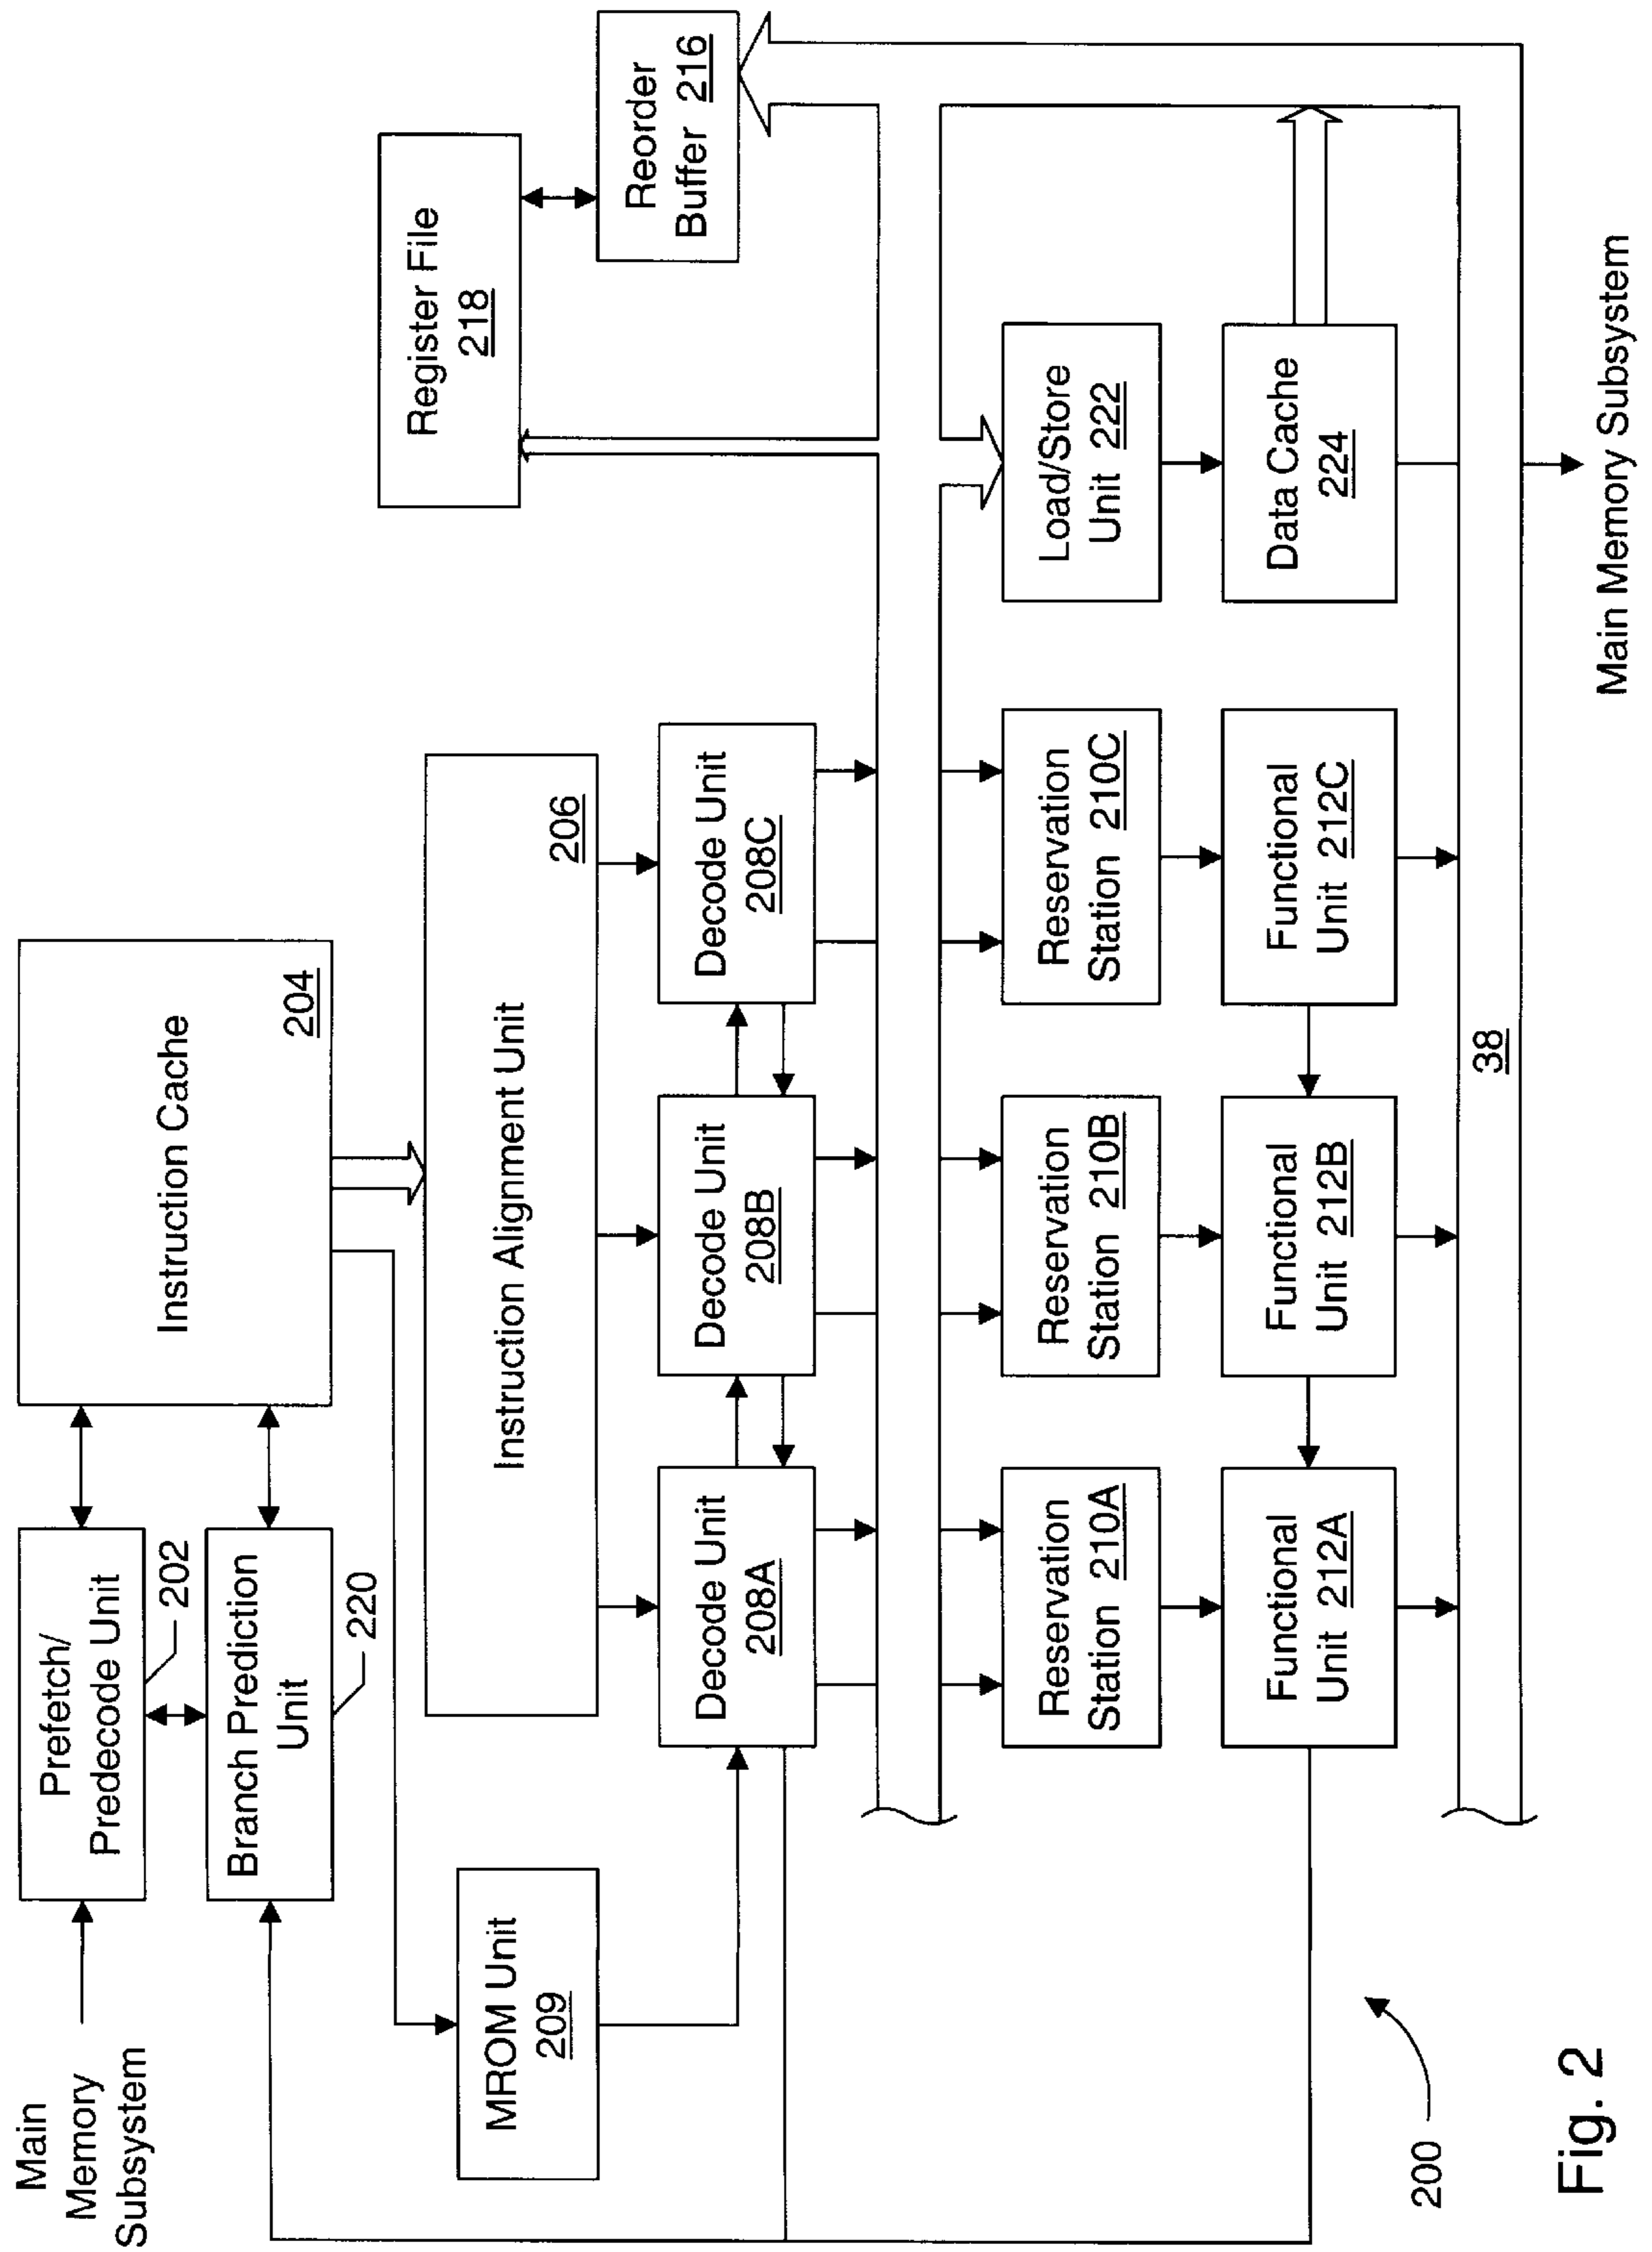 Main
Memory
Subsystem
Prefetch/
Predecode Unit
202
Branch Prediction
Unit
220
Instruction Cache
204
MROM Unit
209
Instruction Alignment Unit
206
Register File
218
Reorder
Buffer 216
Decode Unit
208A
Decode Unit
208B
Decode Unit
208C
Reservation
Station 210A
Reservation
Station 210B
Reservation
Station 210C
Load/Store
Unit 222
Functional
Unit 212A
Functional
Unit 212B
Functional
Unit 212C
Data Cache
224
38
200
Main Memory Subsystem
Fig. 2